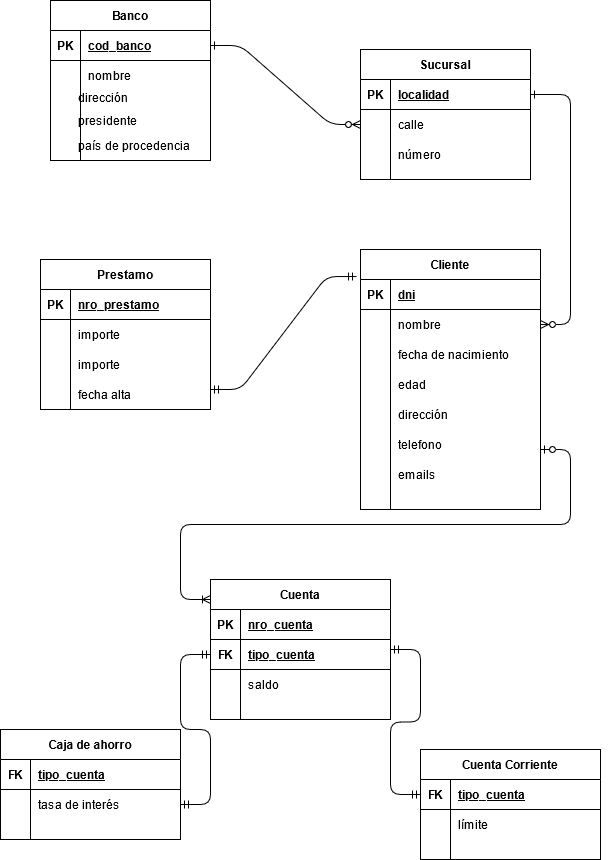 Banco
PK cod_banco
nombre
dirección
presidente
país de procedencia
Sucursal
PK localidad
calle
número
Prestamo
PK nro_prestamo
importe
importe
fecha alta
Cliente
PK dni
nombre
fecha de nacimiento
edad
dirección
telefono
emails
Cuenta
PK nro_cuenta
FK tipo_cuenta
saldo
Caja de ahorro
FK tipo_cuenta
tasa de interés
Cuenta Corriente
FK tipo_cuenta
límite